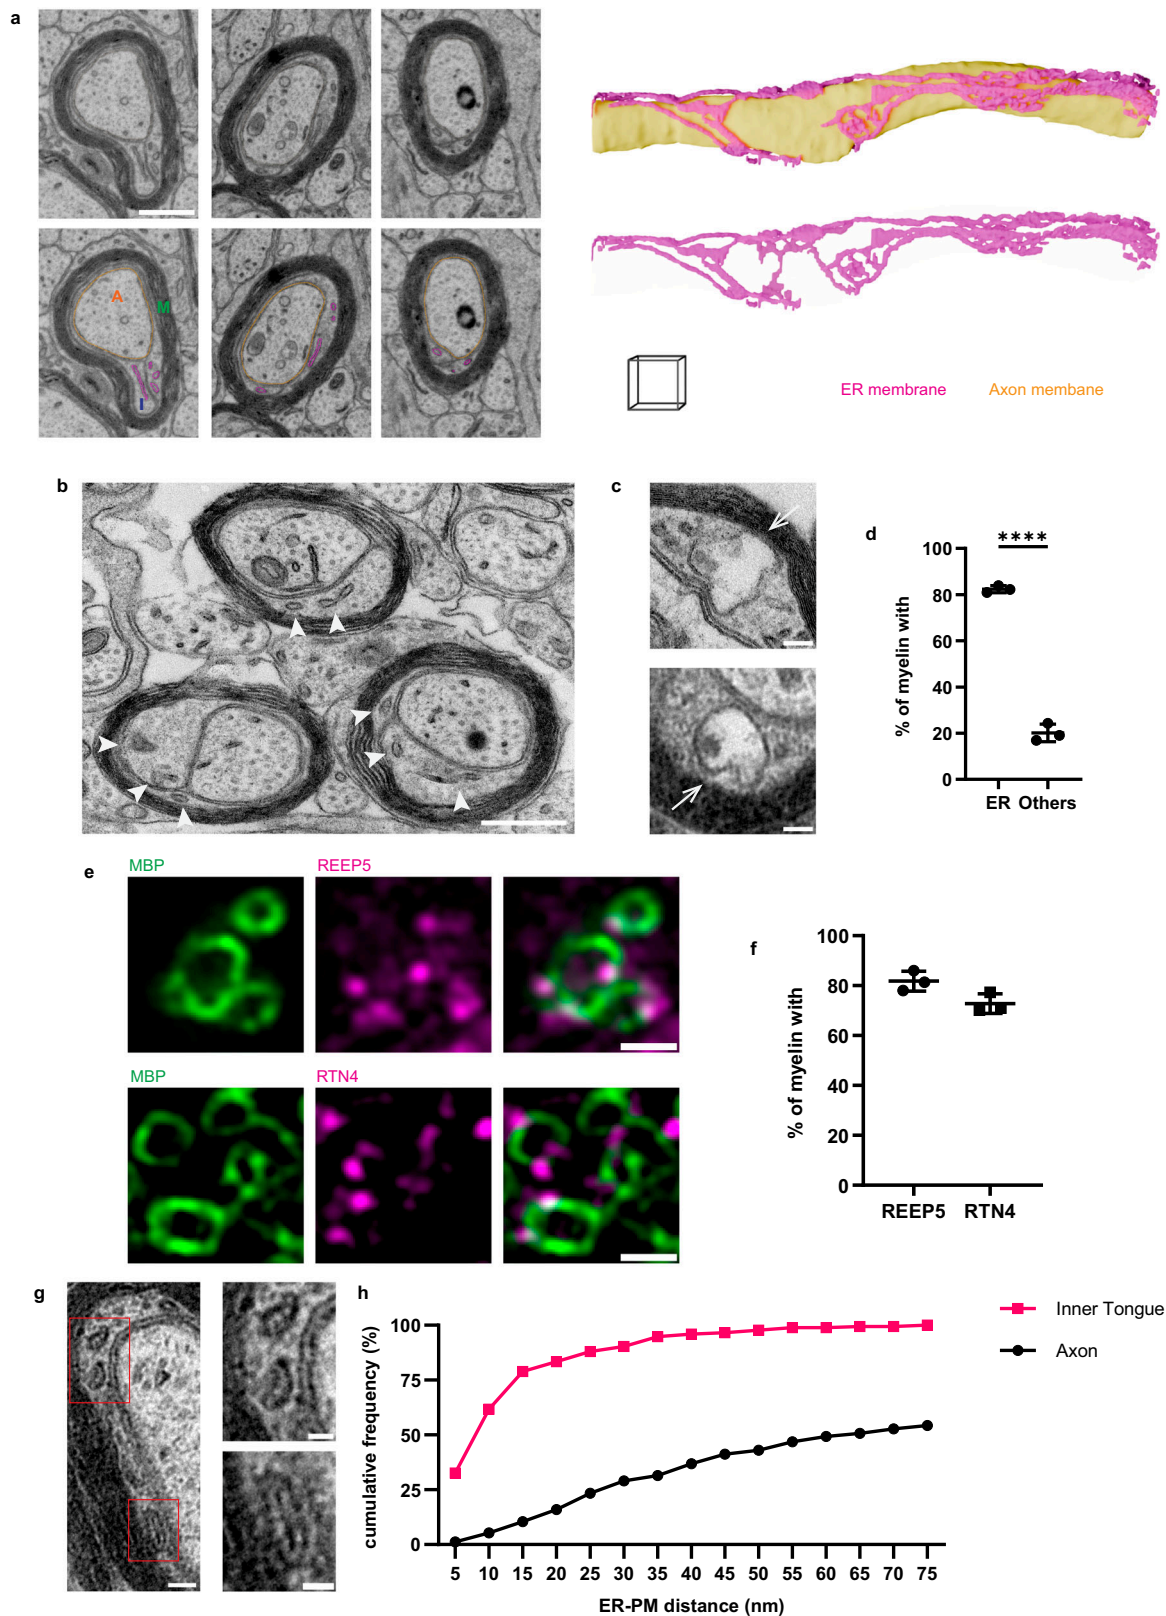 a
A
M
I
ER membrane
Axon membane
b
c
d
****
100
80
60
40
20
0
% of myelin with
ER Others
e
MBP
REEP5
MBP
RTN4
f
100
80
60
40
20
0
% of myelin with
REEP5 RTN4
g
h
100
75
50
25
0
cumulative frequency (%)
5 10 15 20 25 30 35 40 45 50 55 60 65 70 75
ER-PM distance (nm)
Inner Tongue
Axon